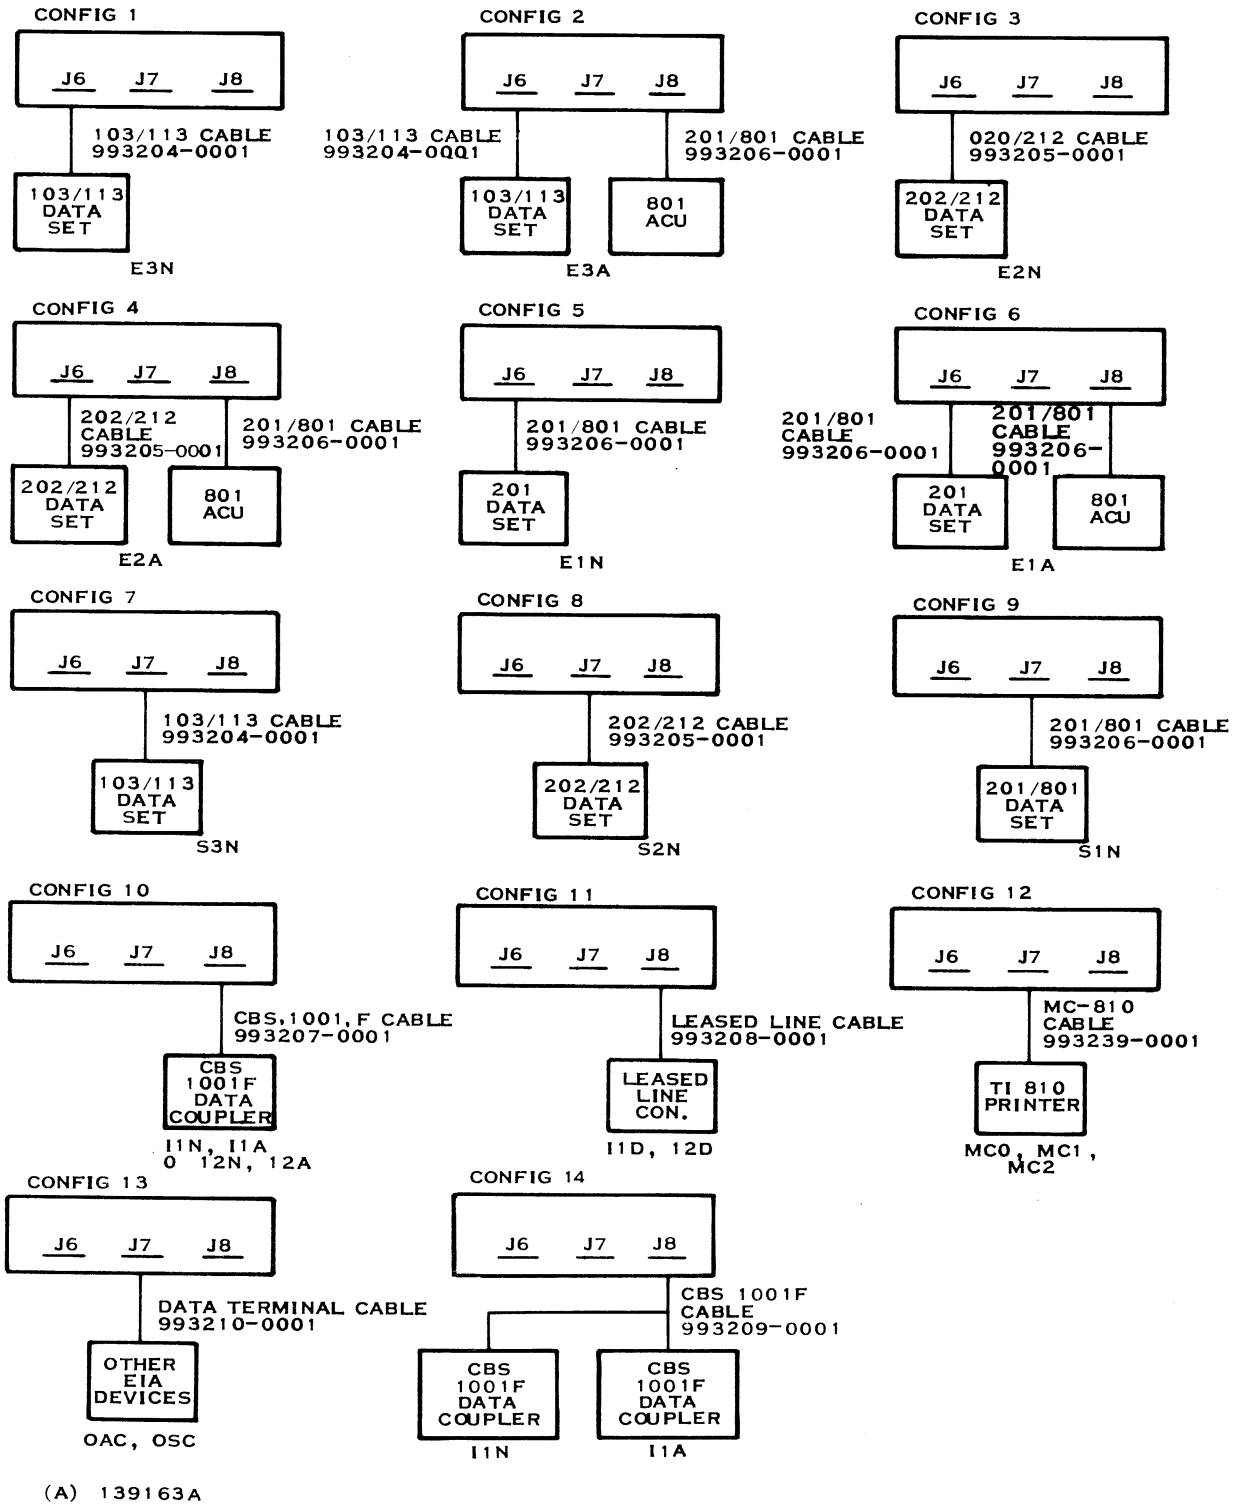 CONFIG 1
J6 J7 J8
103/113 CABLE
993204-0001
103/113
DATA
SET
E3N
CONFIG 2
J6 J7 J8
103/113 CABLE
993204-0001
201/801 CABLE
993206-0001
103/113
DATA
SET
801
ACU
E3A
CONFIG 3
J6 J7 J8
020/212 CABLE
993205-0001
202/212
DATA
SET
E2N
CONFIG 4
J6 J7 J8
202/212
CABLE
993205-0001
201/801 CABLE
993206-0001
202/212
DATA
SET
801
ACU
E2A
CONFIG 5
J6 J7 J8
201/801 CABLE
993206-0001
201
DATA
SET
E1N
CONFIG 6
J6 J7 J8
201/801
CABLE
993206-0001
201/801
CABLE
993206-
0001
201
DATA
SET
801
ACU
E1A
CONFIG 7
J6 J7 J8
103/113 CABLE
993204-0001
103/113
DATA
SET
S3N
CONFIG 8
J6 J7 J8
202/212 CABLE
993205-0001
202/212
DATA
SET
S2N
CONFIG 9
J6 J7 J8
201/801 CABLE
993206-0001
201/801
DATA
SET
S1N
CONFIG 10
J6 J7 J8
CBS,1001,F CABLE
993207-0001
CBS
1001F
DATA
COUPLER
I1N, I1A
0 12N, 12A
CONFIG 11
J6 J7 J8
LEASED LINE CABLE
993208-0001
LEASED
LINE
CON.
I1D, 12D
CONFIG 12
J6 J7 J8
MC-810
CABLE
993239-0001
TI 810
PRINTER
MC0, MC1,
MC2
CONFIG 13
J6 J7 J8
DATA TERMINAL CABLE
993210-0001
OTHER
EIA
DEVICES
OAC, OSC
CONFIG 14
J6 J7 J8
CBS 1001F
CABLE
993209-0001
CBS
1001F
DATA
COUPLER
I1N
CBS
1001F
DATA
COUPLER
I1A
(A) 139163A